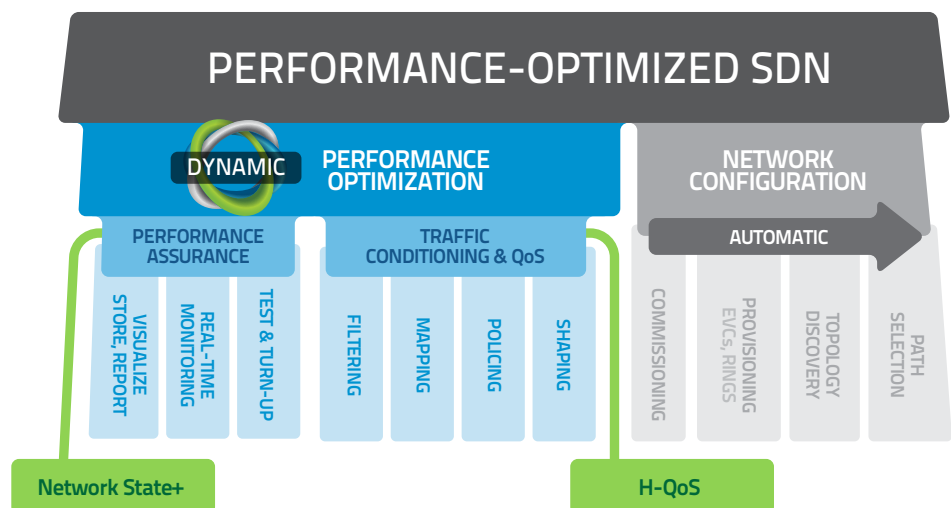 PERFORMANCE-OPTIMIZED SDN
DYNAMIC
PERFORMANCE
OPTIMIZATION
NETWORK
CONFIGURATION
PERFORMANCE
ASSURANCE
TRAFFIC
CONDITIONING & QoS
AUTOMATIC
VISUALIZE
STORE, REPORT
REAL-TIME
MONITORING
TEST & TURN-UP
FILTERING
MAPPING
POLICING
SHAPING
COMMISSIONING
PROVISIONING
EVCs, RINGS
TOPOLOGY
DISCOVERY
PATH
SELECTION
Network State+
H-QoS